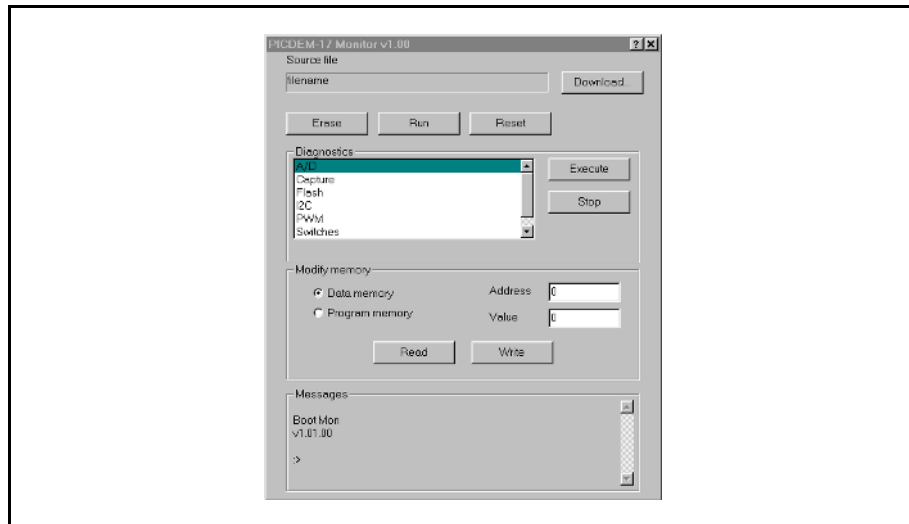 PICDEM-17 Monitor v1.00
Source file
filename
Download...
Erase
Run
Reset
Diagnostics
A/D
Capture
Flash
I2C
PWM
Switches
Execute
Stop
Modify memory
Data memory
Program memory
Address
0
Value
0
Read
Write
Messages
Boot Mon
v1.01.00
:>